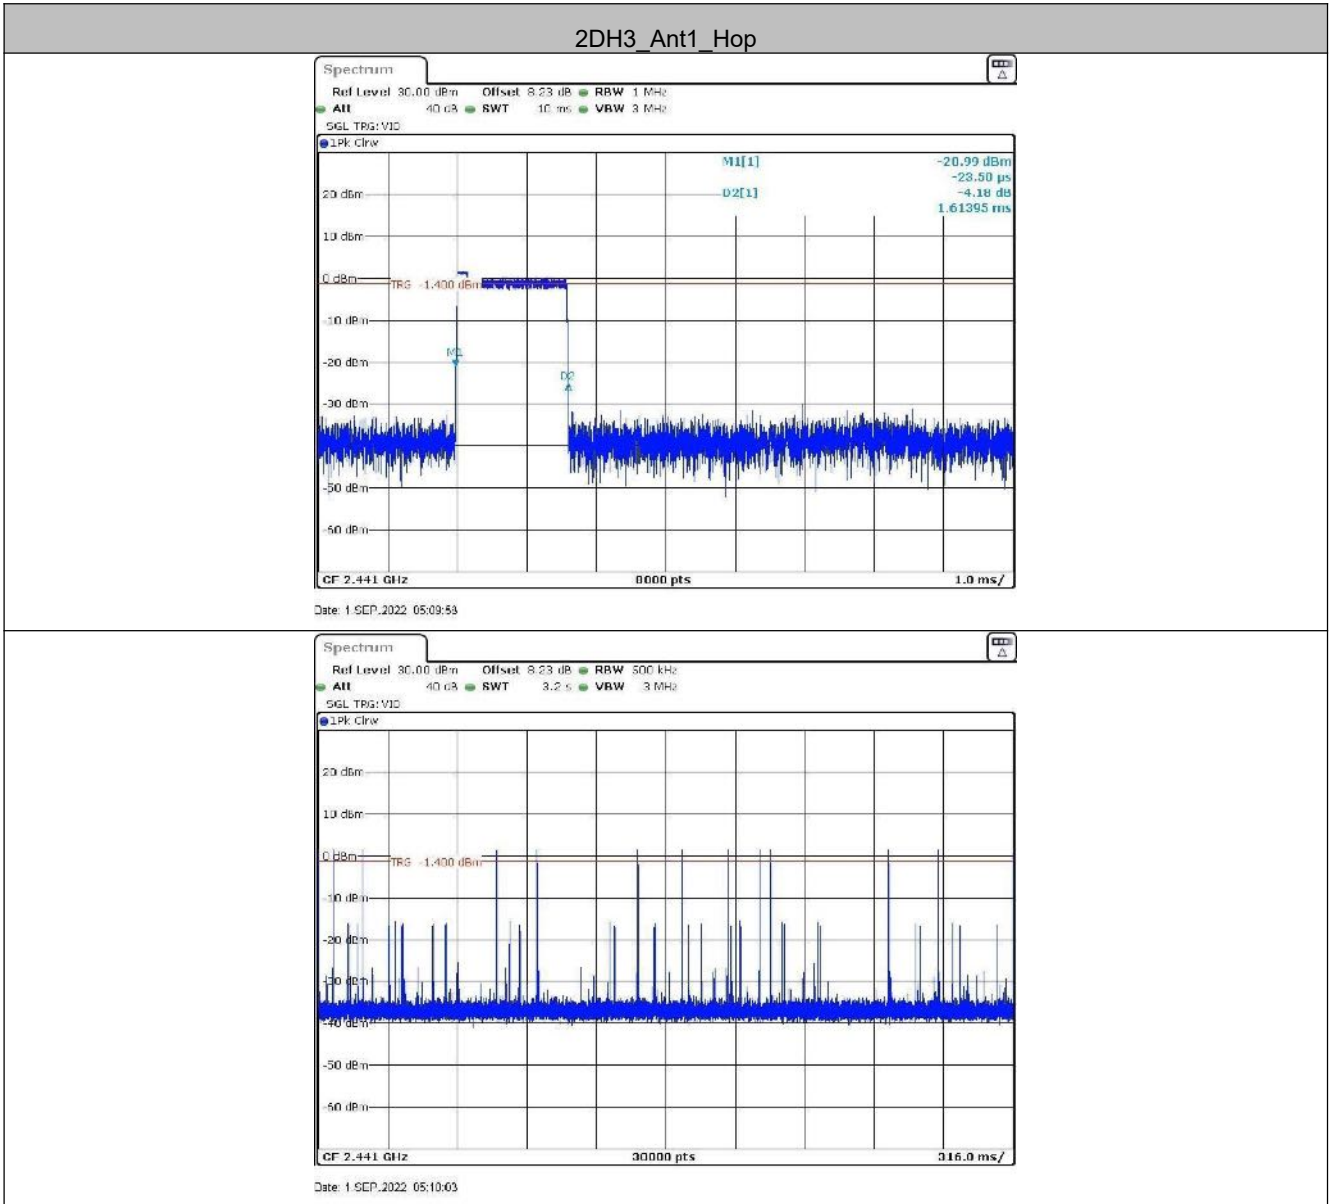 2DH3_Ant1_Hop
Spectrum
Ref Level 30.00 dBm Offset 8.23 dB RBW 1 MHz
Att 40 dB SWT 10 ms VBW 3 MHz
SGL TRG: VID
1Pk Clrw
M1[1] -20.99 dBm
-23.50 µs
D2[1] -4.18 dB
1.61395 ms
20 dBm
10 dBm
0 dBm
TRG -1.400 dBm
-10 dBm
M1
-20 dBm
D2
-30 dBm
-50 dBm
-60 dBm
CF 2.441 GHz 8000 pts 1.0 ms/
Date: 1.SEP.2022 05:09:58
Spectrum
Ref Level 30.00 dBm Offset 8.23 dB RBW 500 kHz
Att 40 dB SWT 3.2 s VBW 3 MHz
SGL TRG: VID
1Pk Clrw
20 dBm
10 dBm
0 dBm
TRG -1.400 dBm
-10 dBm
-20 dBm
-30 dBm
-40 dBm
-50 dBm
-60 dBm
CF 2.441 GHz 30000 pts 316.0 ms/
Date: 1.SEP.2022 05:10:03